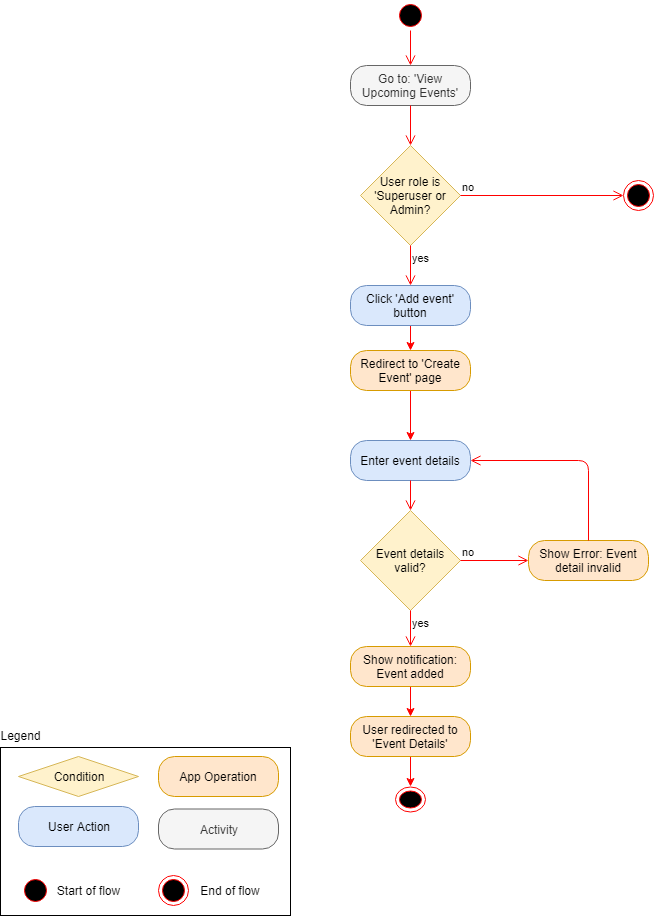 Go to: 'View
Upcoming Events'
User role is
'Superuser or
Admin?
no
yes
Click 'Add event'
button
Redirect to 'Create
Event' page
Enter event details
Event details
valid?
no
Show Error: Event
detail invalid
yes
Show notification:
Event added
User redirected to
'Event Details'
Legend
Condition
App Operation
User Action
Activity
Start of flow
End of flow